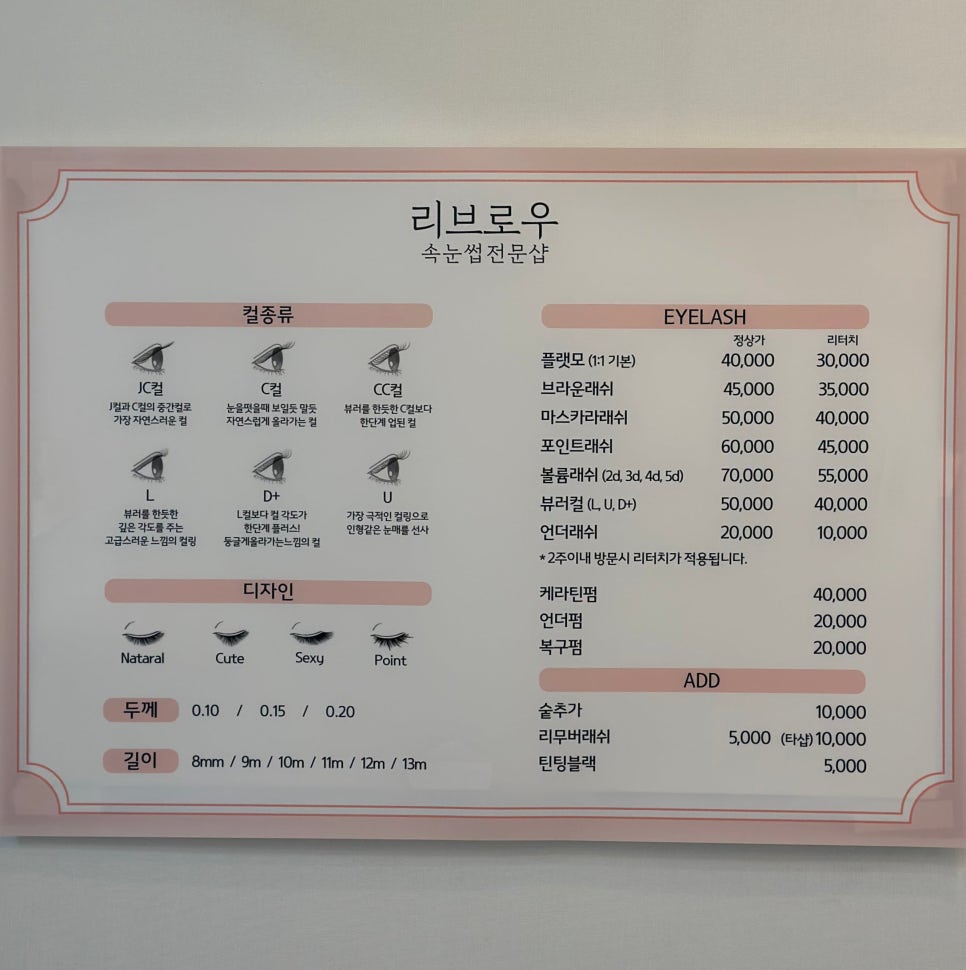 리브로우
속눈썹전문샵
컬종류
JC컬
J컬과 C컬의 중간컬로
가장 자연스러운 컬
C컬
눈을떳을때 보일듯 말듯
자연스럽게 올라가는 컬
CC컬
뷰러를 한듯한 C컬보다
한단계 업된 컬
L
뷰러를 한듯한
깊은 각도를 주는
고급스러운 느낌의 컬링
D+
L컬보다 컬 각도가
한단계 플러스!
둥글게올라가는느낌의 컬
U
가장 극적인 컬링으로
인형같은 눈매를 선사
디자인
Nataral
Cute
Sexy
Point
두께 0.10 / 0.15 / 0.20
길이 8mm / 9m / 10m / 11m / 12m / 13m
EYELASH
정상가 리터치
플랫모 (1:1 기본) 40,000 30,000
브라운래쉬 45,000 35,000
마스카라래쉬 50,000 40,000
포인트래쉬 60,000 45,000
볼륨래쉬 (2d, 3d, 4d, 5d) 70,000 55,000
뷰러컬 (L, U, D+) 50,000 40,000
언더래쉬 20,000 10,000
* 2주이내 방문시 리터치가 적용됩니다.
케라틴펌 40,000
언더펌 20,000
복구펌 20,000
ADD
숱추가 10,000
리무버래쉬 5,000 (타샵) 10,000
틴팅블랙 5,000